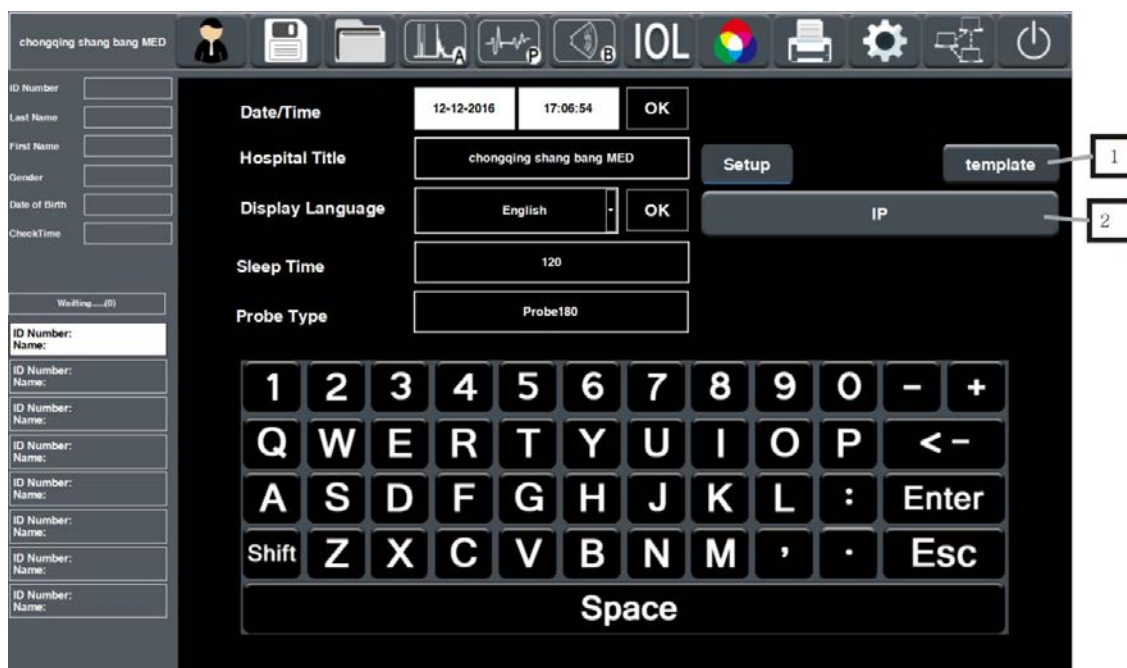 chongqing shang bang MED
A
P
B
IOL
ID Number
Last Name
First Name
Gender
Date of Birth
CheckTime
Waitting.....(0)
ID Number:
Name:
ID Number:
Name:
ID Number:
Name:
ID Number:
Name:
ID Number:
Name:
ID Number:
Name:
ID Number:
Name:
ID Number:
Name:
Date/Time 12-12-2016 17:06:54 OK
Hospital Title chongqing shang bang MED Setup template 1
Display Language English OK IP 2
Sleep Time 120
Probe Type Probe180
1 2 3 4 5 6 7 8 9 0 - +
Q W E R T Y U I O P < -
A S D F G H J K L : Enter
Shift Z X C V B N M , . Esc
Space